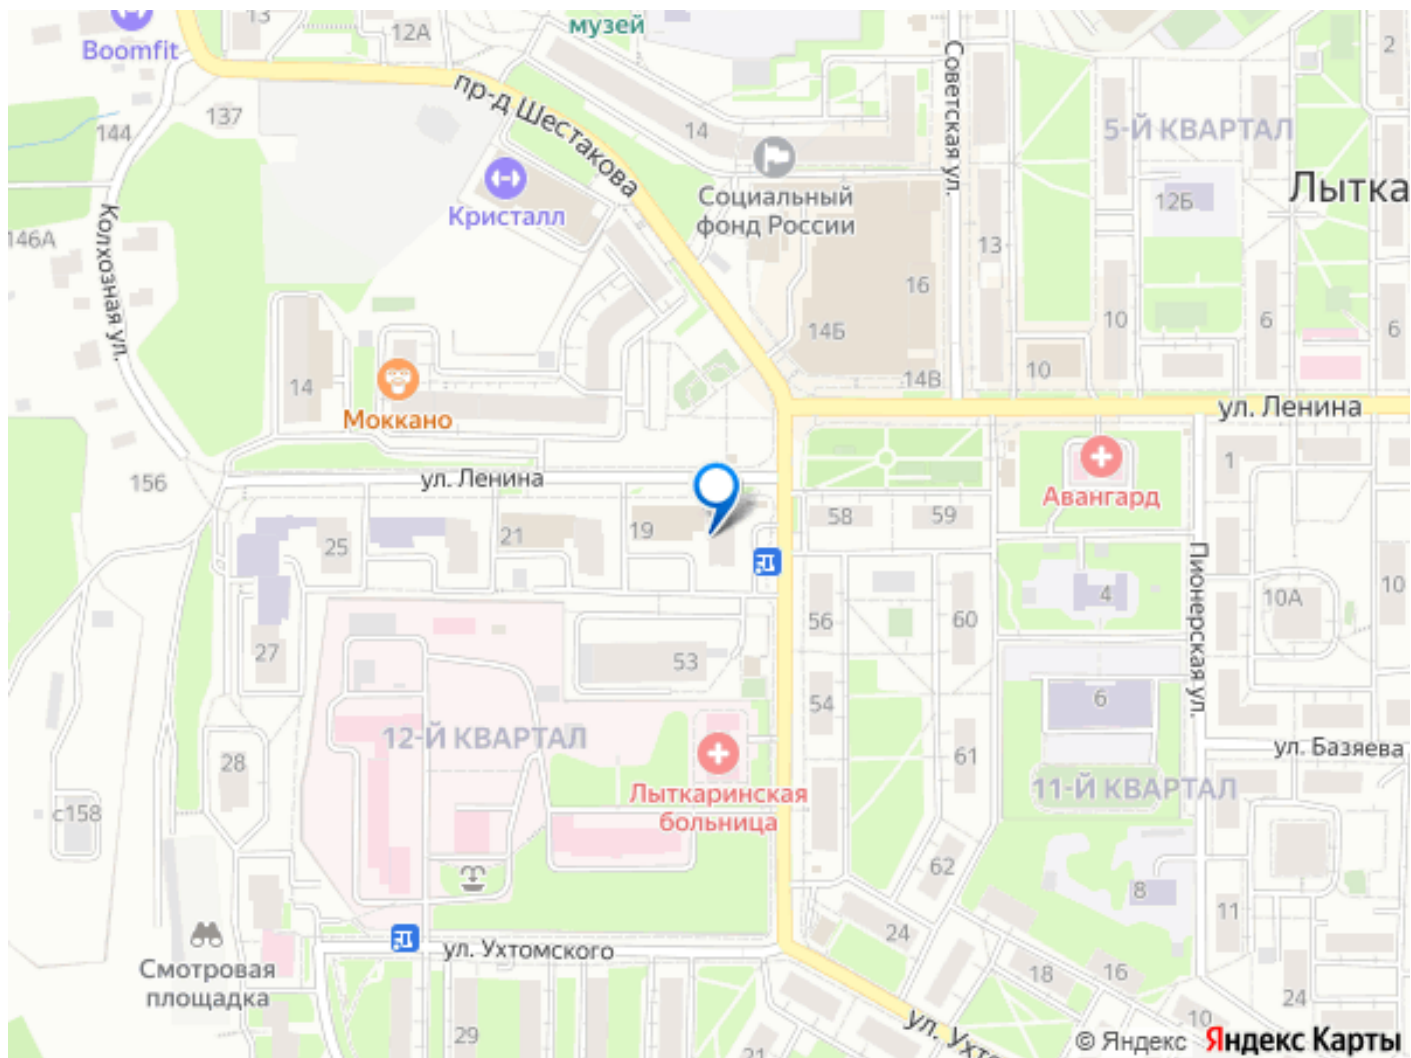 13
12А
музей
Boomfit
2
137
144
пр-д Шестакова
14
Советская ул.
5-Й КВАРТАЛ
Кристалл
Социальный
фонд России
12Б
Лытка
146А
Колхозная ул.
13
16
14Б
10
6
6
14
14В
10
Моккано
ул. Ленина
ул. Ленина
156
1
Авангард
25
21
19
58
59
Пионерская ул.
4
10А
10
56
60
27
53
6
54
12-Й КВАРТАЛ
28
61
ул. Базяева
11-Й КВАРТАЛ
Лыткаринская
больница
с158
62
8
11
24
ул. Ухтомского
Смотровая
площадка
18
16
24
29
21
10
ул. Ухто
© Яндекс Яндекс Карты